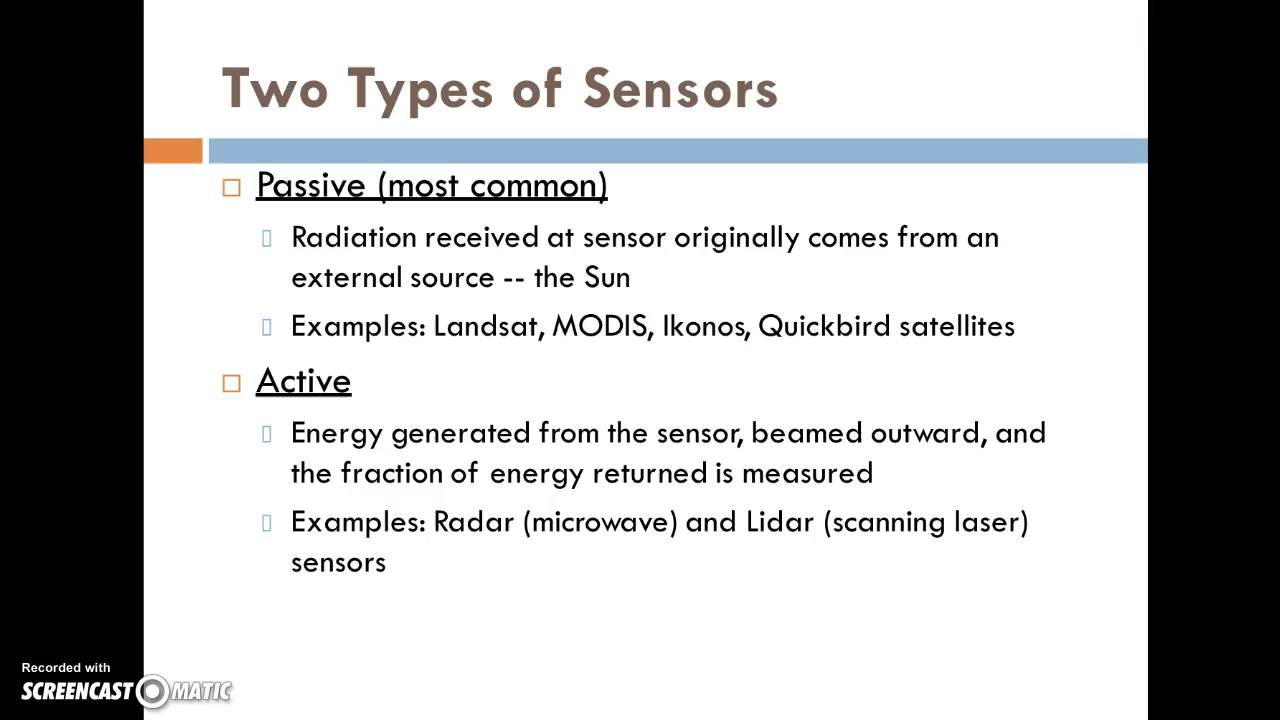 Two Types of Sensors
Passive (most common)
Radiation received at sensor originally comes from an
external source -- the Sun
Examples: Landsat, MODIS, Ikonos, Quickbird satellites
Active
Energy generated from the sensor, beamed outward, and
the fraction of energy returned is measured
Examples: Radar (microwave) and Lidar (scanning laser)
sensors
Recorded with
SCREENCAST MATIC